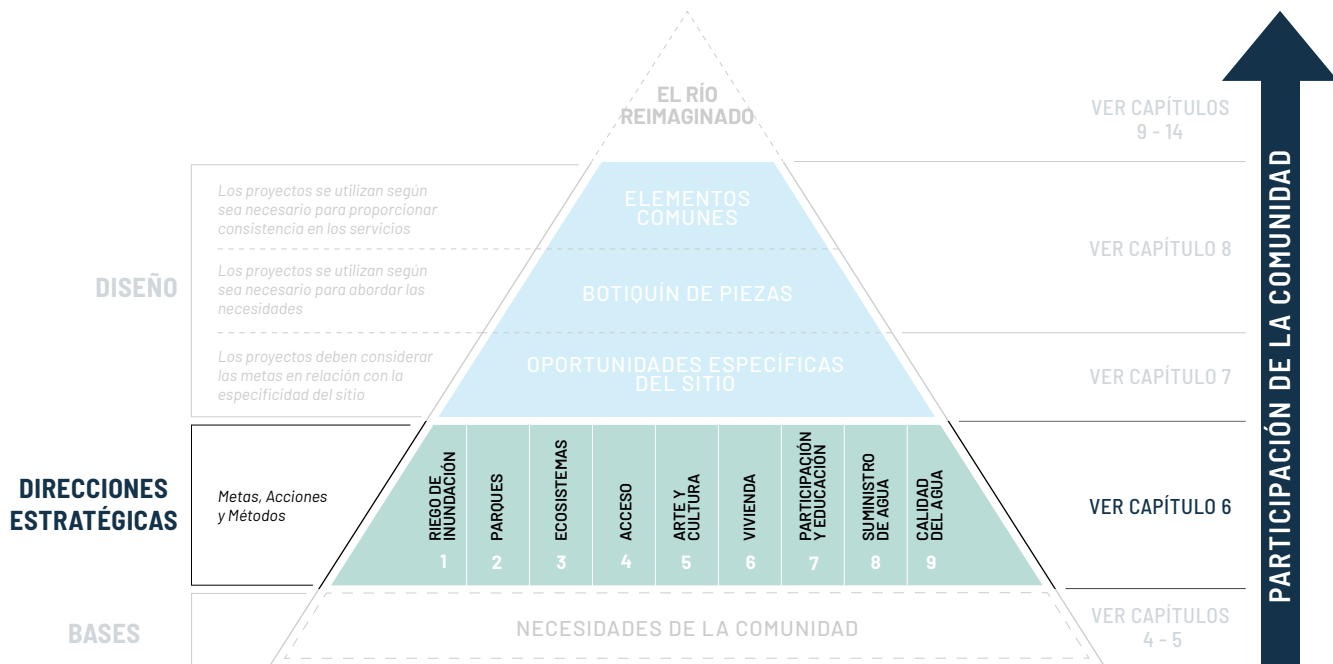 EL RÍO
REIMAGINADO
VER CAPÍTULOS
9 - 14
DISEÑO
Los proyectos se utilizan según
sea necesario para proporcionar
consistencia en los servicios
ELEMENTOS
COMUNES
VER CAPÍTULO 8
Los proyectos se utilizan según
sea necesario para abordar las
necesidades
BOTIQUÍN DE PIEZAS
Los proyectos deben considerar
las metas en relación con la
especificidad del sitio
OPORTUNIDADES ESPECÍFICAS
DEL SITIO
VER CAPÍTULO 7
DIRECCIONES
ESTRATÉGICAS
Metas, Acciones
y Métodos
RIEGO DE
INUNDACIÓN
1
PARQUES
2
ECOSISTEMAS
3
ACCESO
4
ARTE Y
CULTURA
5
VIVIENDA
6
PARTICIPACIÓN
Y EDUCACIÓN
7
SUMINISTRO
DE AGUA
8
CALIDAD
DEL AGUA
9
VER CAPÍTULO 6
BASES
NECESIDADES DE LA COMUNIDAD
VER CAPÍTULOS
4 - 5
PARTICIPACIÓN DE LA COMUNIDAD